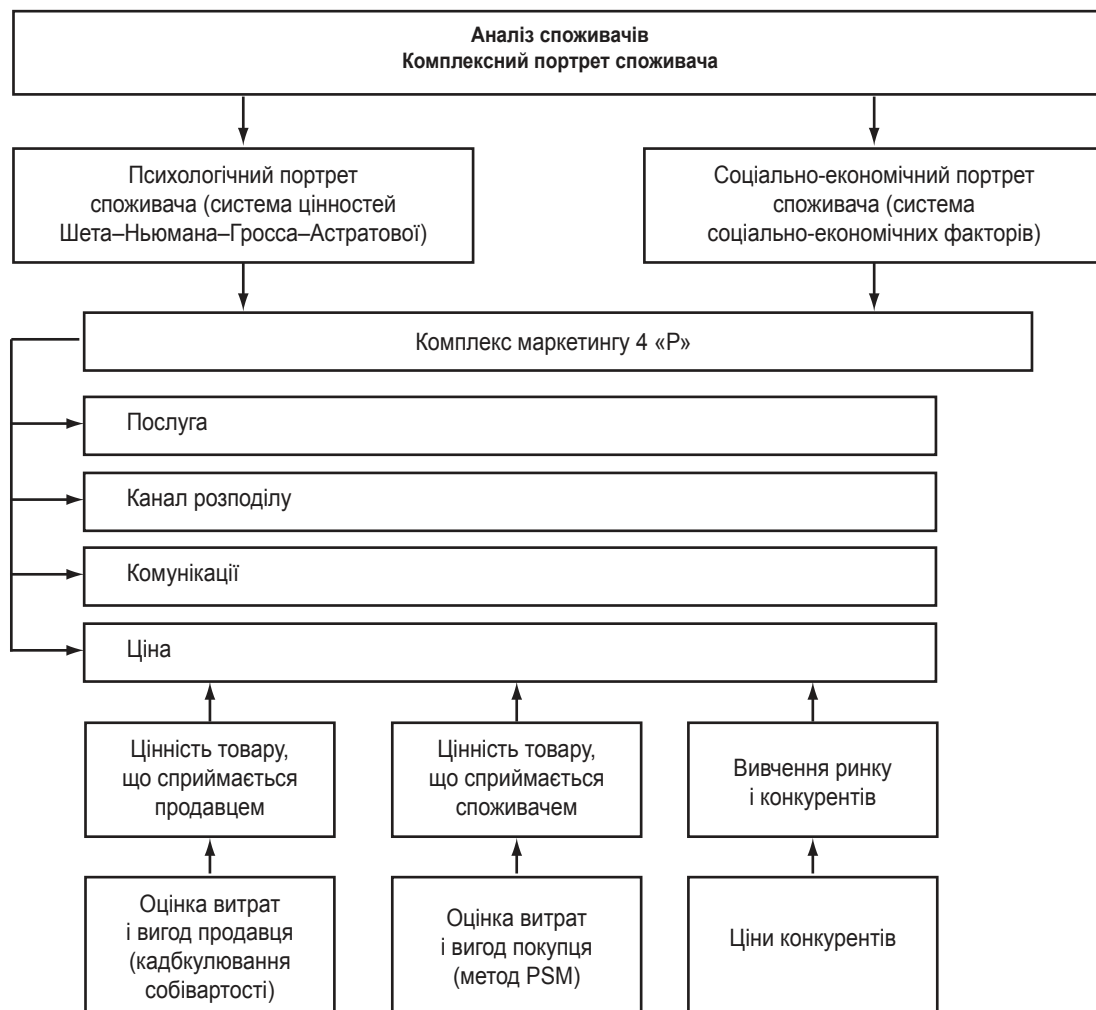 Аналіз споживачів
Комплексний портрет споживача
Психологічний портрет
споживача (система цінностей
Шета–Ньюмана–Гросса–Астратової)
Соціально-економічний портрет
споживача (система
соціально-економічних факторів)
Комплекс маркетингу 4 «Р»
Послуга
Канал розподілу
Комунікації
Ціна
Цінність товару,
що сприймається
продавцем
Цінність товару,
що сприймається
споживачем
Вивчення ринку
і конкурентів
Оцінка витрат
і вигод продавця
(кадбкулювання
собівартості)
Оцінка витрат
і вигод покупця
(метод PSM)
Ціни конкурентів